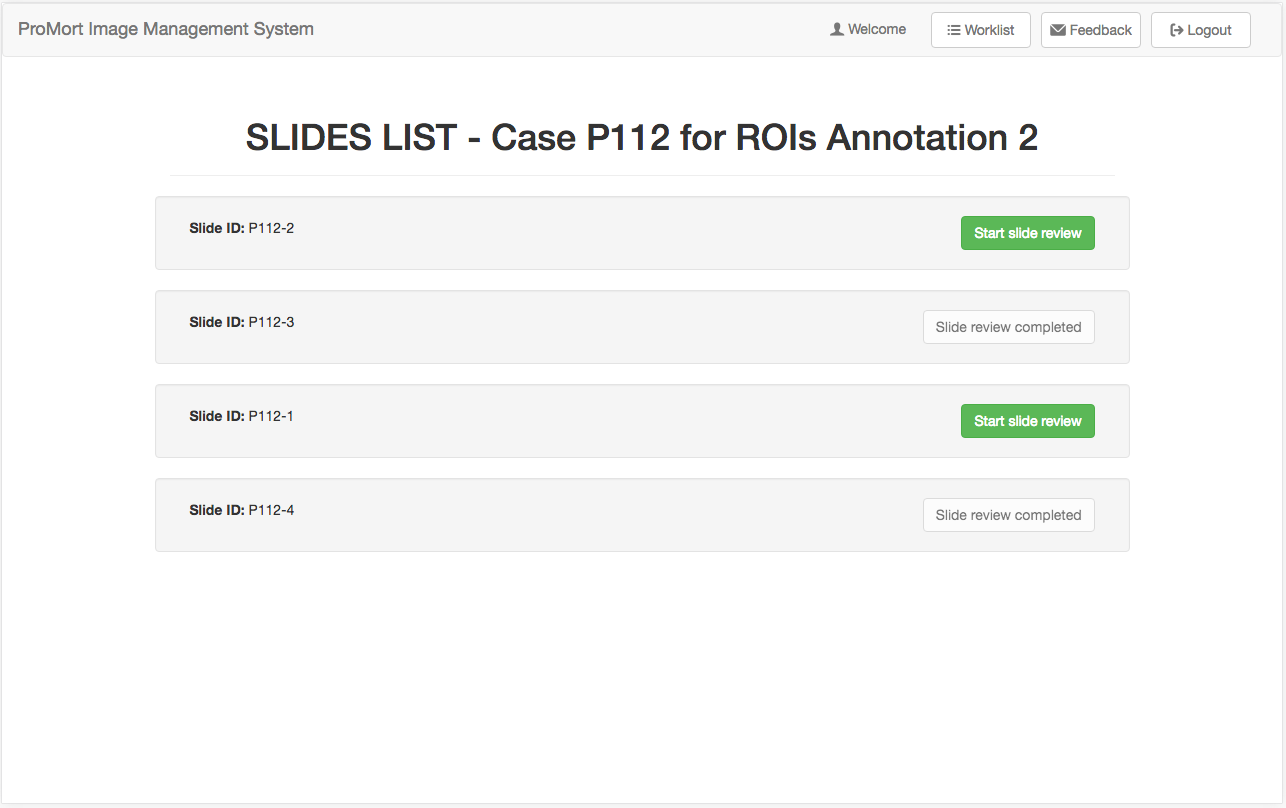 ProMort Image Management System
Welcome
Worklist
Feedback
Logout
SLIDES LIST - Case P112 for ROIs Annotation 2
Slide ID: P112-2
Start slide review
Slide ID: P112-3
Slide review completed
Slide ID: P112-1
Start slide review
Slide ID: P112-4
Slide review completed